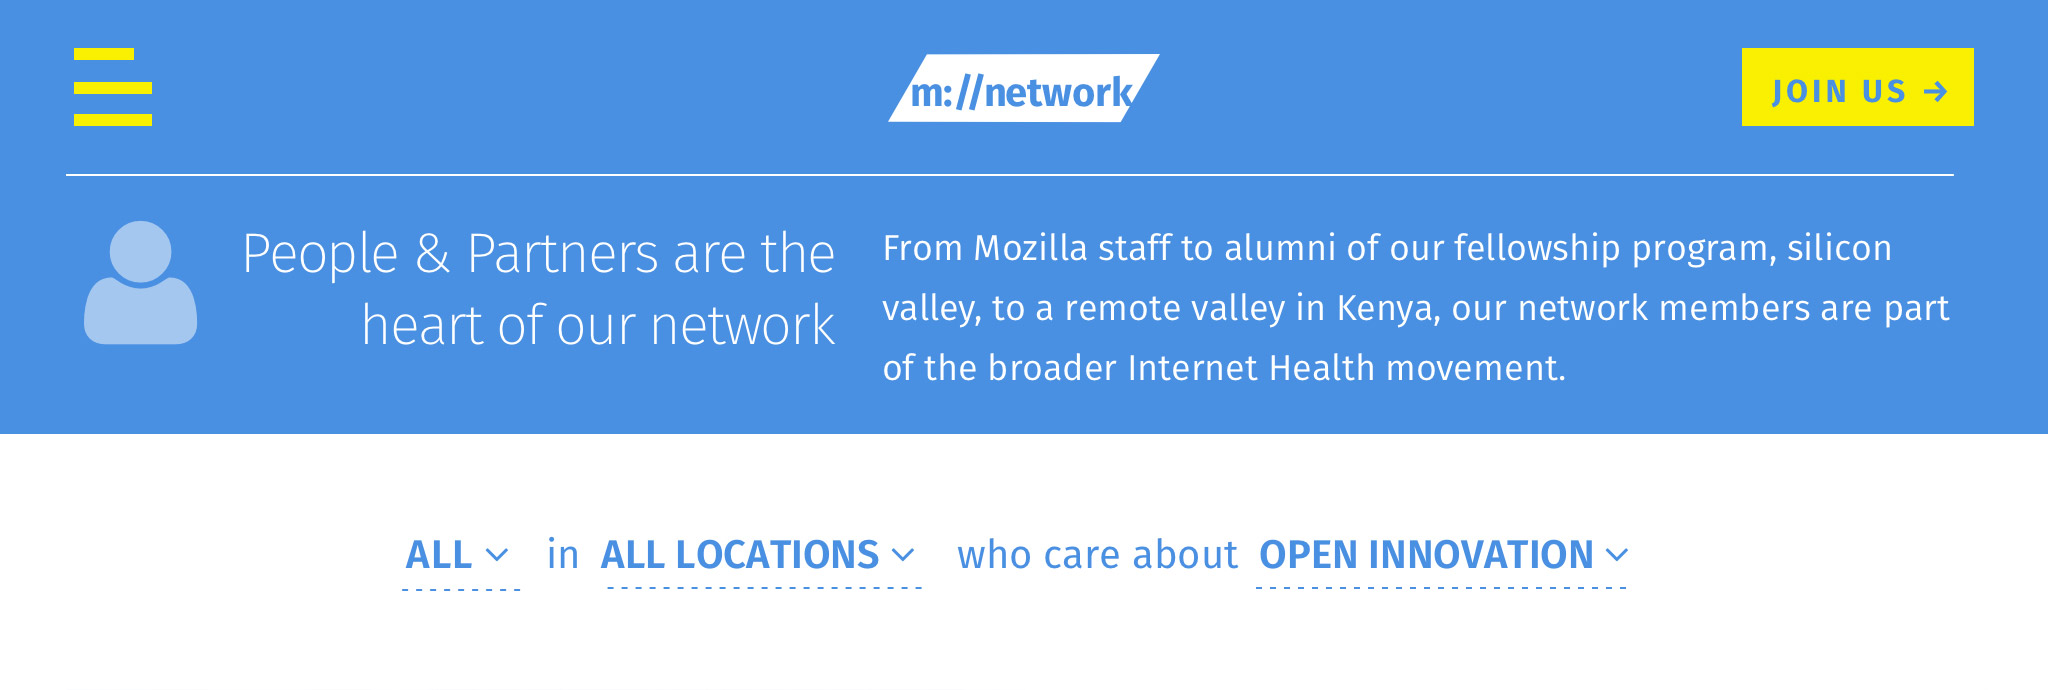 m://network
JOIN US →
People & Partners are the
heart of our network
From Mozilla staff to alumni of our fellowship program, silicon
valley, to a remote valley in Kenya, our network members are part
of the broader Internet Health movement.
ALL in ALL LOCATIONS who care about OPEN INNOVATION